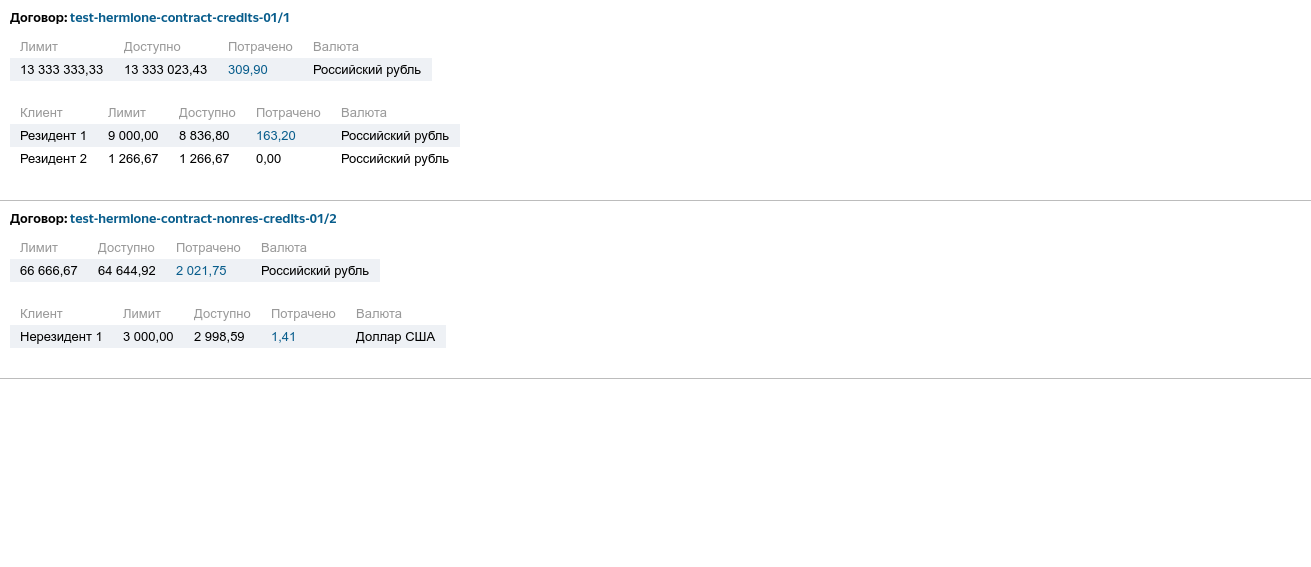 Договор: test-hermione-contract-credits-01/1
Лимит Доступно Потрачено Валюта
13 333 333,33 13 333 023,43 309,90 Российский рубль
Клиент Лимит Доступно Потрачено Валюта
Резидент 1 9 000,00 8 836,80 163,20 Российский рубль
Резидент 2 1 266,67 1 266,67 0,00 Российский рубль
Договор: test-hermione-contract-nonres-credits-01/2
Лимит Доступно Потрачено Валюта
66 666,67 64 644,92 2 021,75 Российский рубль
Клиент Лимит Доступно Потрачено Валюта
Нерезидент 1 3 000,00 2 998,59 1,41 Доллар США